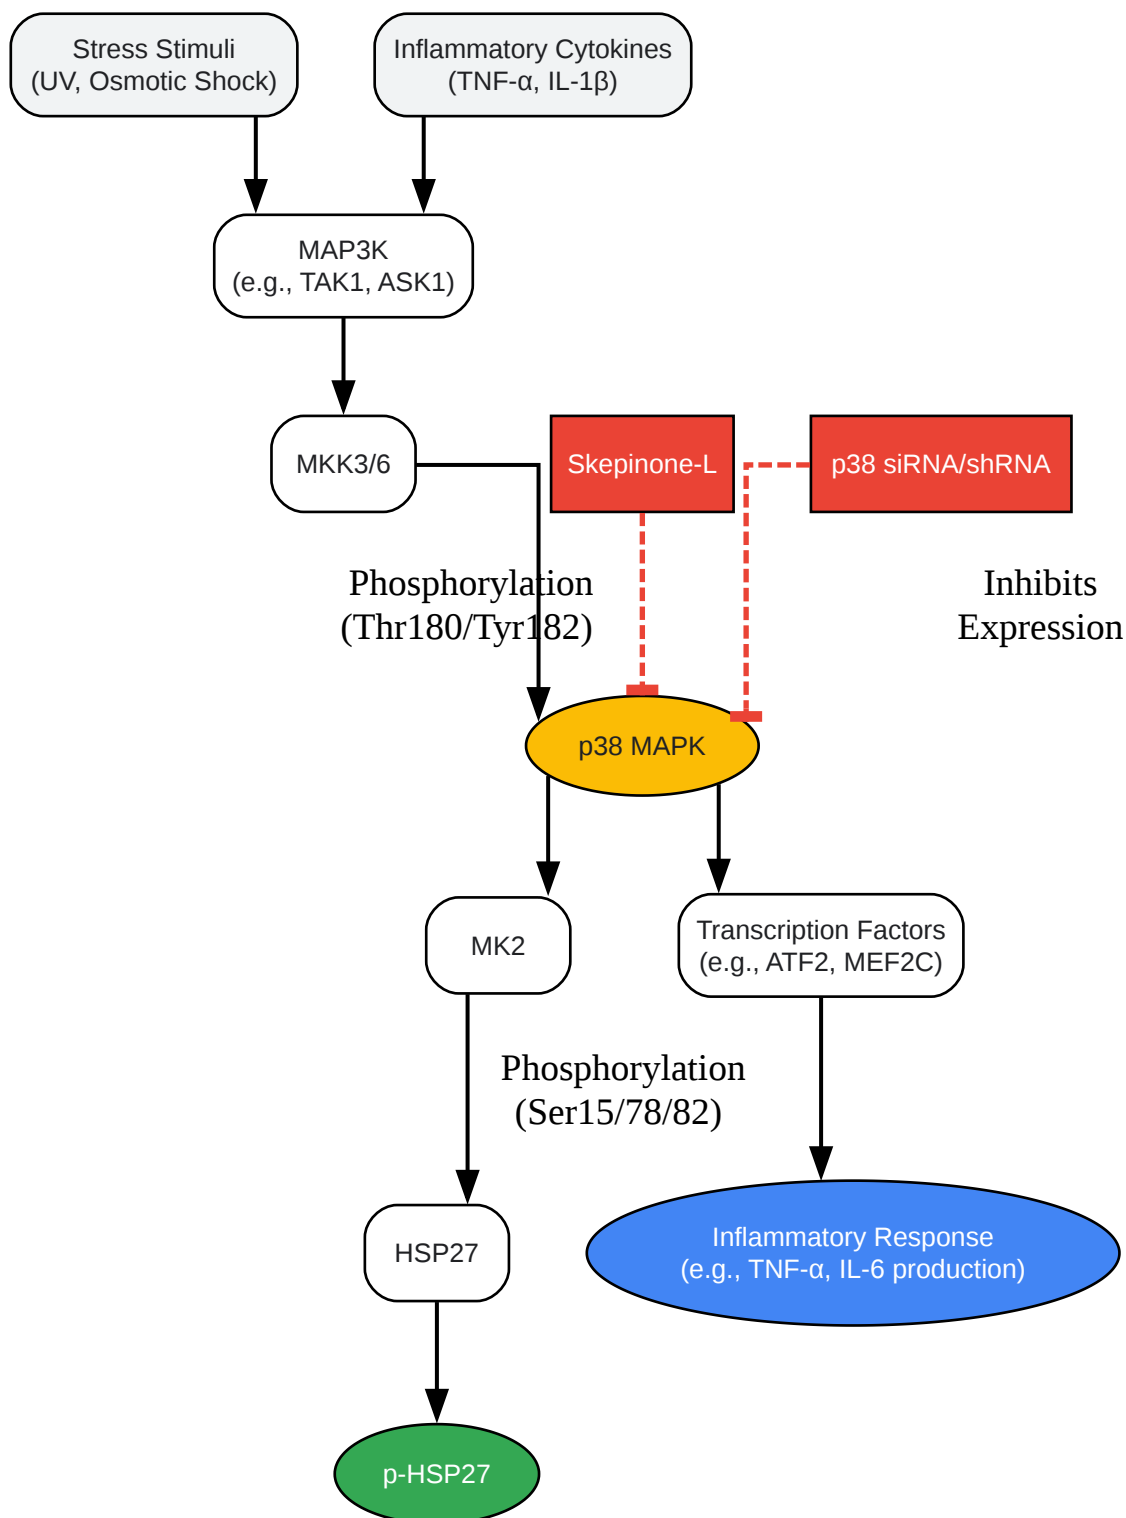 Stress Stimuli
(UV, Osmotic Shock)
Inflammatory Cytokines
(TNF-α, IL-1β)
MAP3K
(e.g., TAK1, ASK1)
MKK3/6
Skepinone-L
p38 siRNA/shRNA
Phosphorylation
(Thr180/Tyr182)
Inhibits
Expression
p38 MAPK
MK2
Transcription Factors
(e.g., ATF2, MEF2C)
Phosphorylation
(Ser15/78/82)
HSP27
Inflammatory Response
(e.g., TNF-α, IL-6 production)
p-HSP27